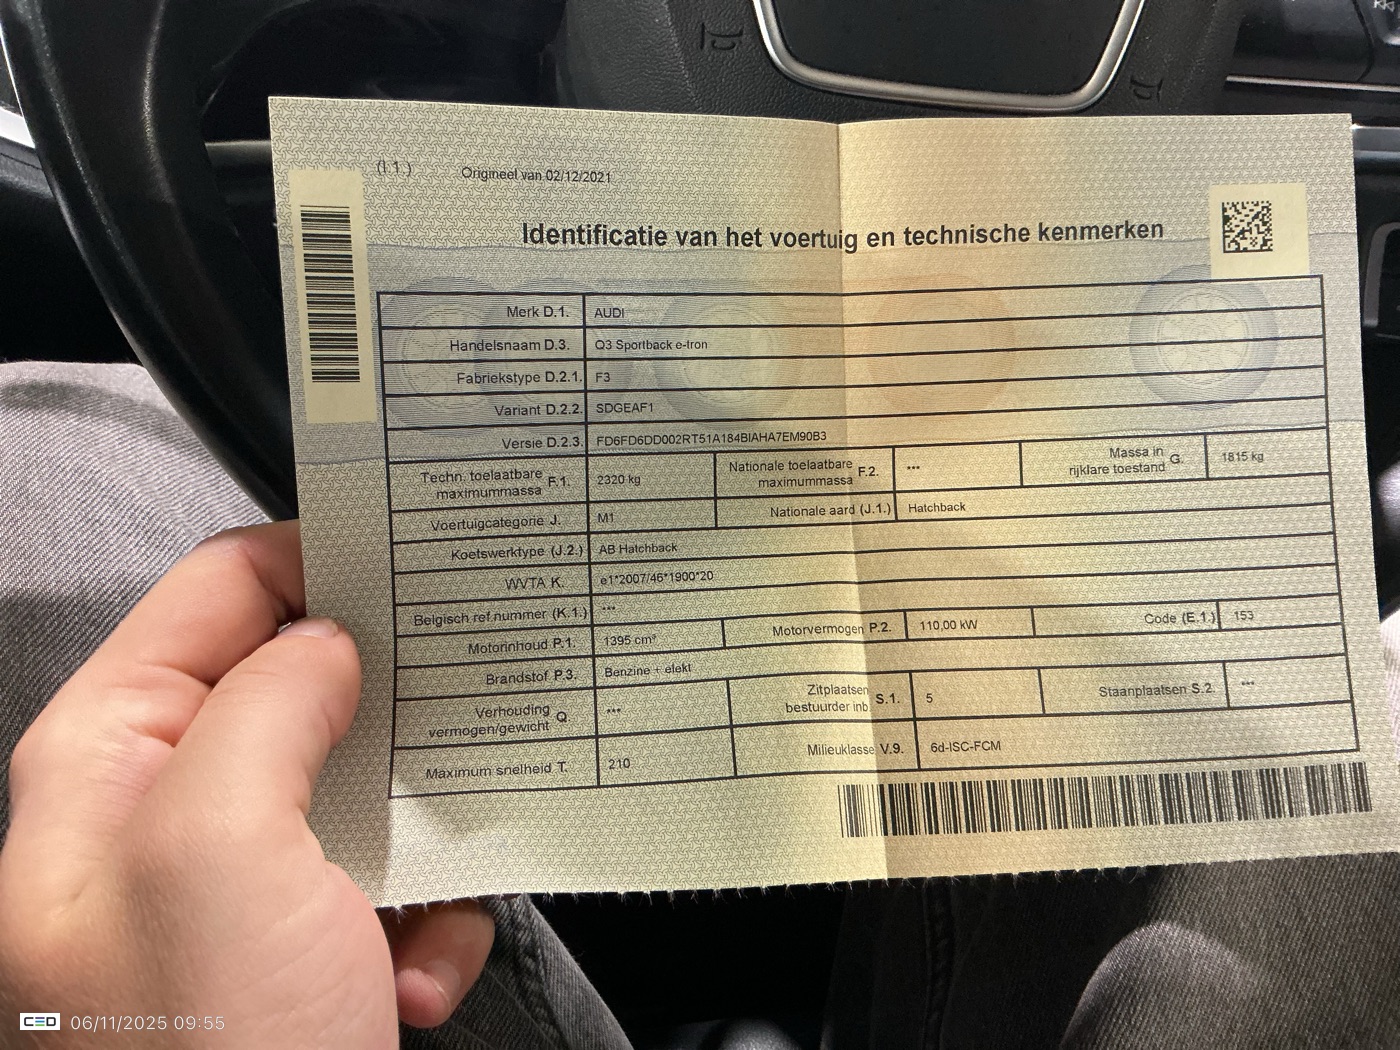 (I.1.) Origineel van 02/12/2021
Identificatie van het voertuig en technische kenmerken
Merk D.1. AUDI
Handelsnaam D.3. Q3 Sportback e-tron
Fabriekstype D.2.1. F3
Variant D.2.2. SDGEAF1
Versie D.2.3. FD6FD6DD002RT51A184BIAHA7EM90B3
Techn. toelaatbare maximummassa F.1. 2320 kg Nationale toelaatbare maximummassa F.2. *** Massa in rijklare toestand G. 1815 kg
Voertuigcategorie J. M1 Nationale aard (J.1.) Hatchback
Koetswerktype (J.2.) AB Hatchback
WVTA K. e1*2007/46*1900*20
Belgisch ref nummer (K.1.) ***
Motorinhoud P.1. 1395 cm³ Motorvermogen P.2. 110,00 kW Code (E.1.) 153
Brandstof P.3. Benzine + elekt
Verhouding vermogen/gewicht Q. *** Zitplaatsen bestuurder inb. S.1. 5 Staanplaatsen S.2. ***
Maximum snelheid T. 210 Milieuklasse V.9. 6d-ISC-FCM
CED 06/11/2025 09:55